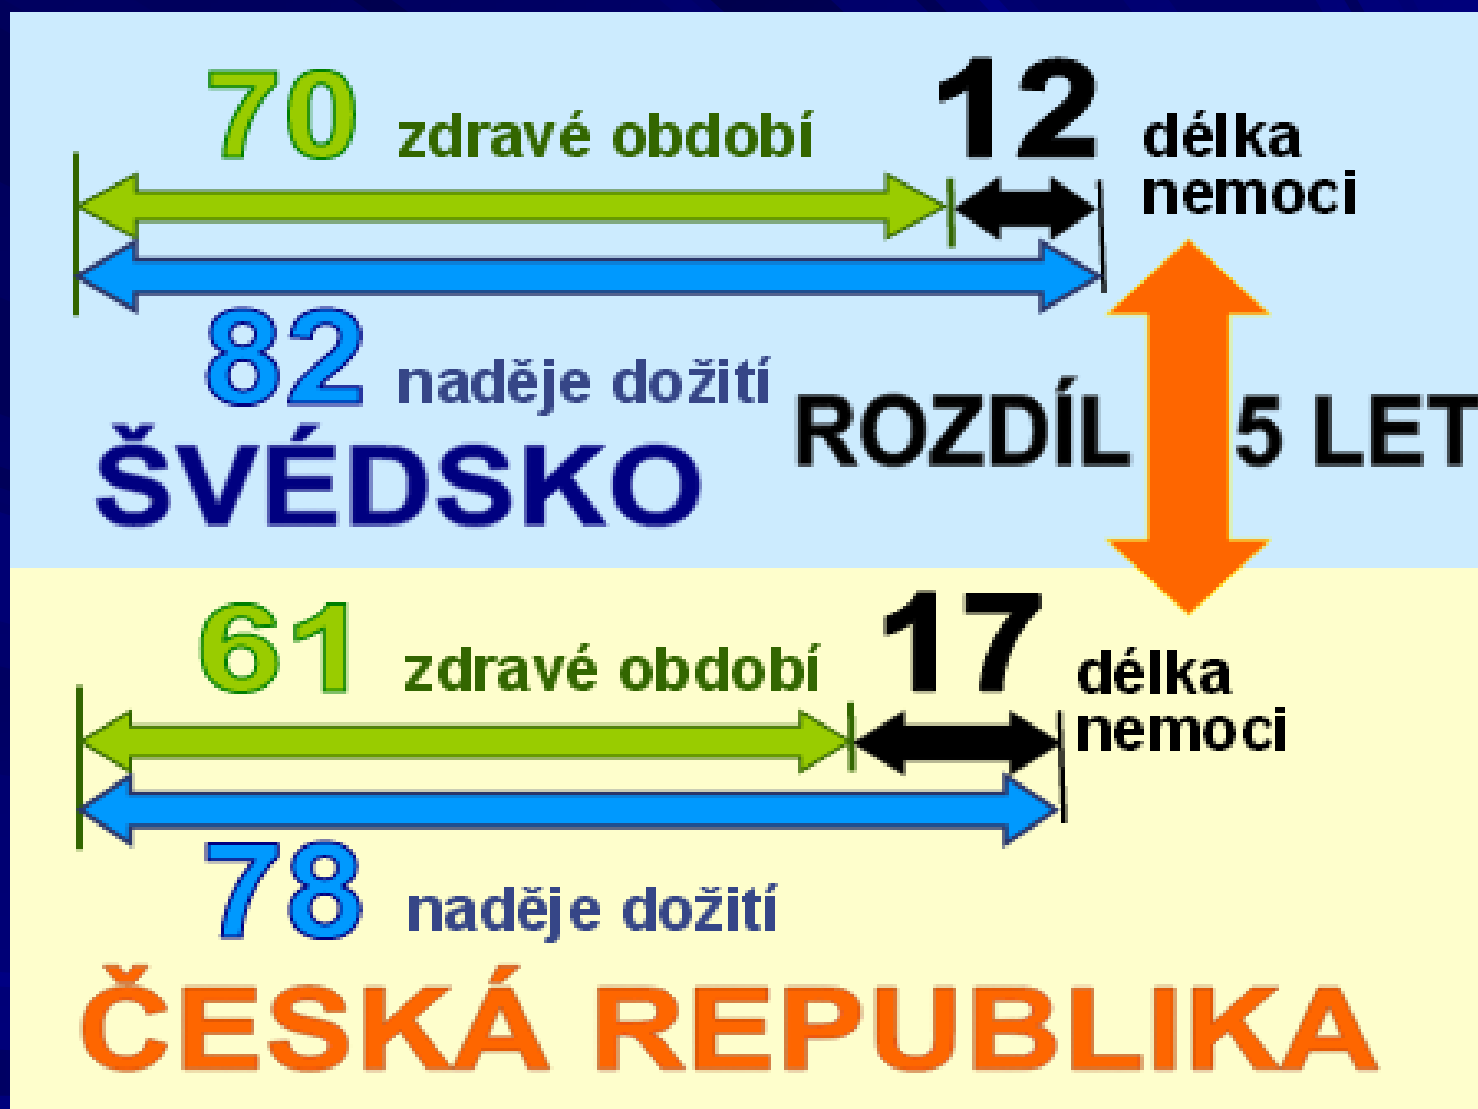 70 zdravé období
12 délka
nemoci
82 naděje dožití
ŠVÉDSKO
ROZDÍL 5 LET
61 zdravé období
17 délka
nemoci
78 naděje dožití
ČESKÁ REPUBLIKA